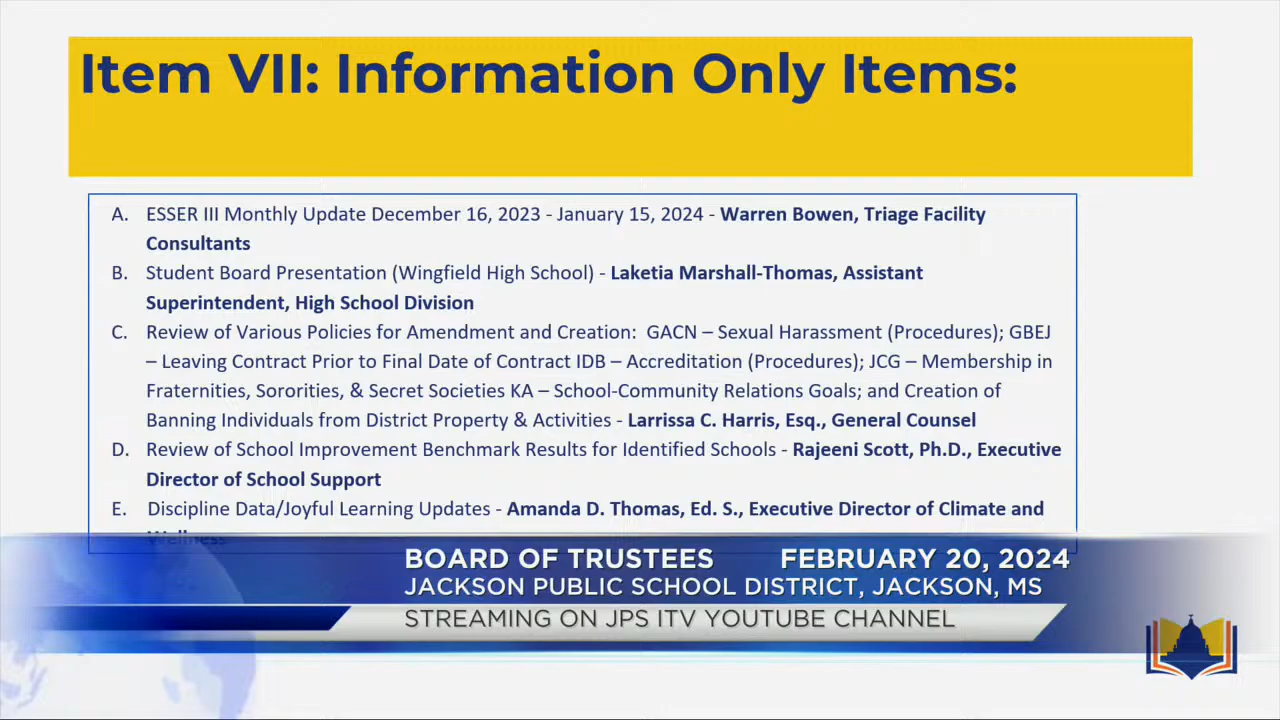 Item VII: Information Only Items:
A. ESSER III Monthly Update December 16, 2023 - January 15, 2024 - Warren Bowen, Triage Facility
Consultants
B. Student Board Presentation (Wingfield High School) - Laketia Marshall-Thomas, Assistant
Superintendent, High School Division
C. Review of Various Policies for Amendment and Creation: GACN – Sexual Harassment (Procedures); GBEJ
– Leaving Contract Prior to Final Date of Contract IDB – Accreditation (Procedures); JCG – Membership in
Fraternities, Sororities, & Secret Societies KA – School-Community Relations Goals; and Creation of
Banning Individuals from District Property & Activities - Larrissa C. Harris, Esq., General Counsel
D. Review of School Improvement Benchmark Results for Identified Schools - Rajeeni Scott, Ph.D., Executive
Director of School Support
E. Discipline Data/Joyful Learning Updates - Amanda D. Thomas, Ed. S., Executive Director of Climate and
Wellness
BOARD OF TRUSTEES FEBRUARY 20, 2024
JACKSON PUBLIC SCHOOL DISTRICT, JACKSON, MS
STREAMING ON JPS ITV YOUTUBE CHANNEL